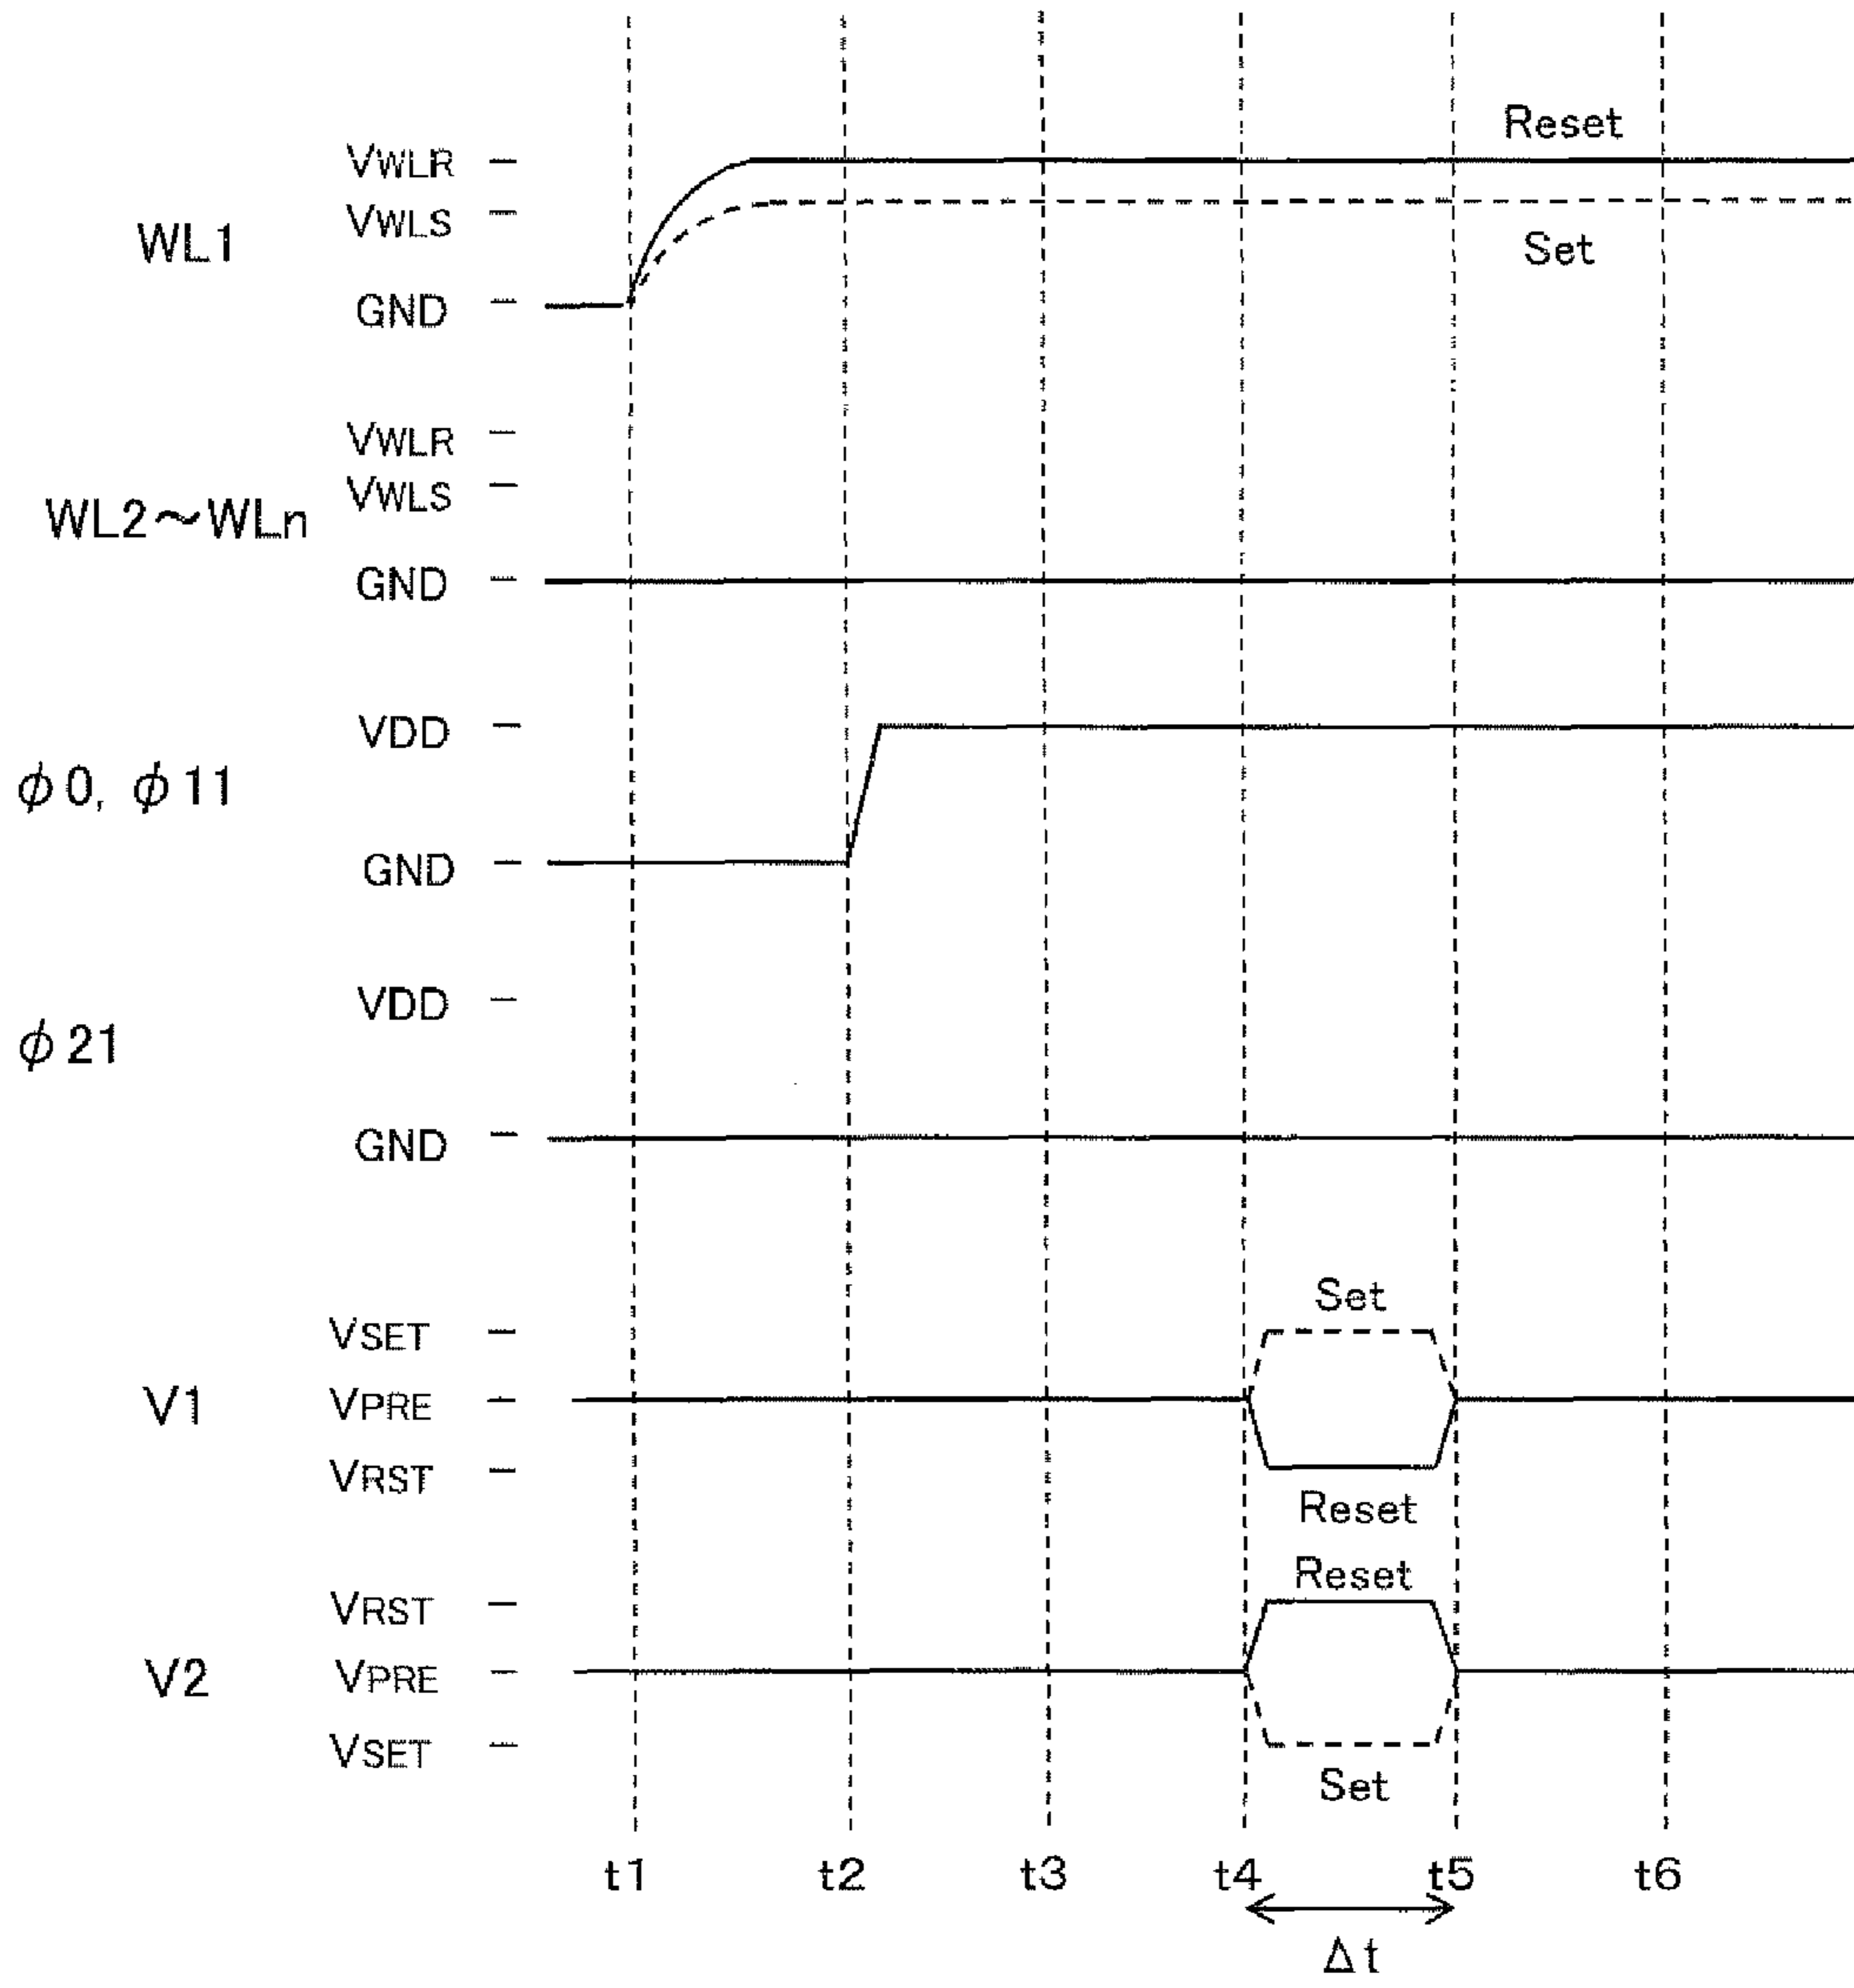 Reset
VWLR
VWLS
WL1
Set
GND
VWLR
VWLS
WL2～WLn
GND
VDD
ϕ0, ϕ11
GND
VDD
ϕ21
GND
Set
VSET
V1
VPRE
VRST
Reset
Reset
VRST
V2
VPRE
VSET
Set
t1 t2 t3 t4 t5 t6
Δt